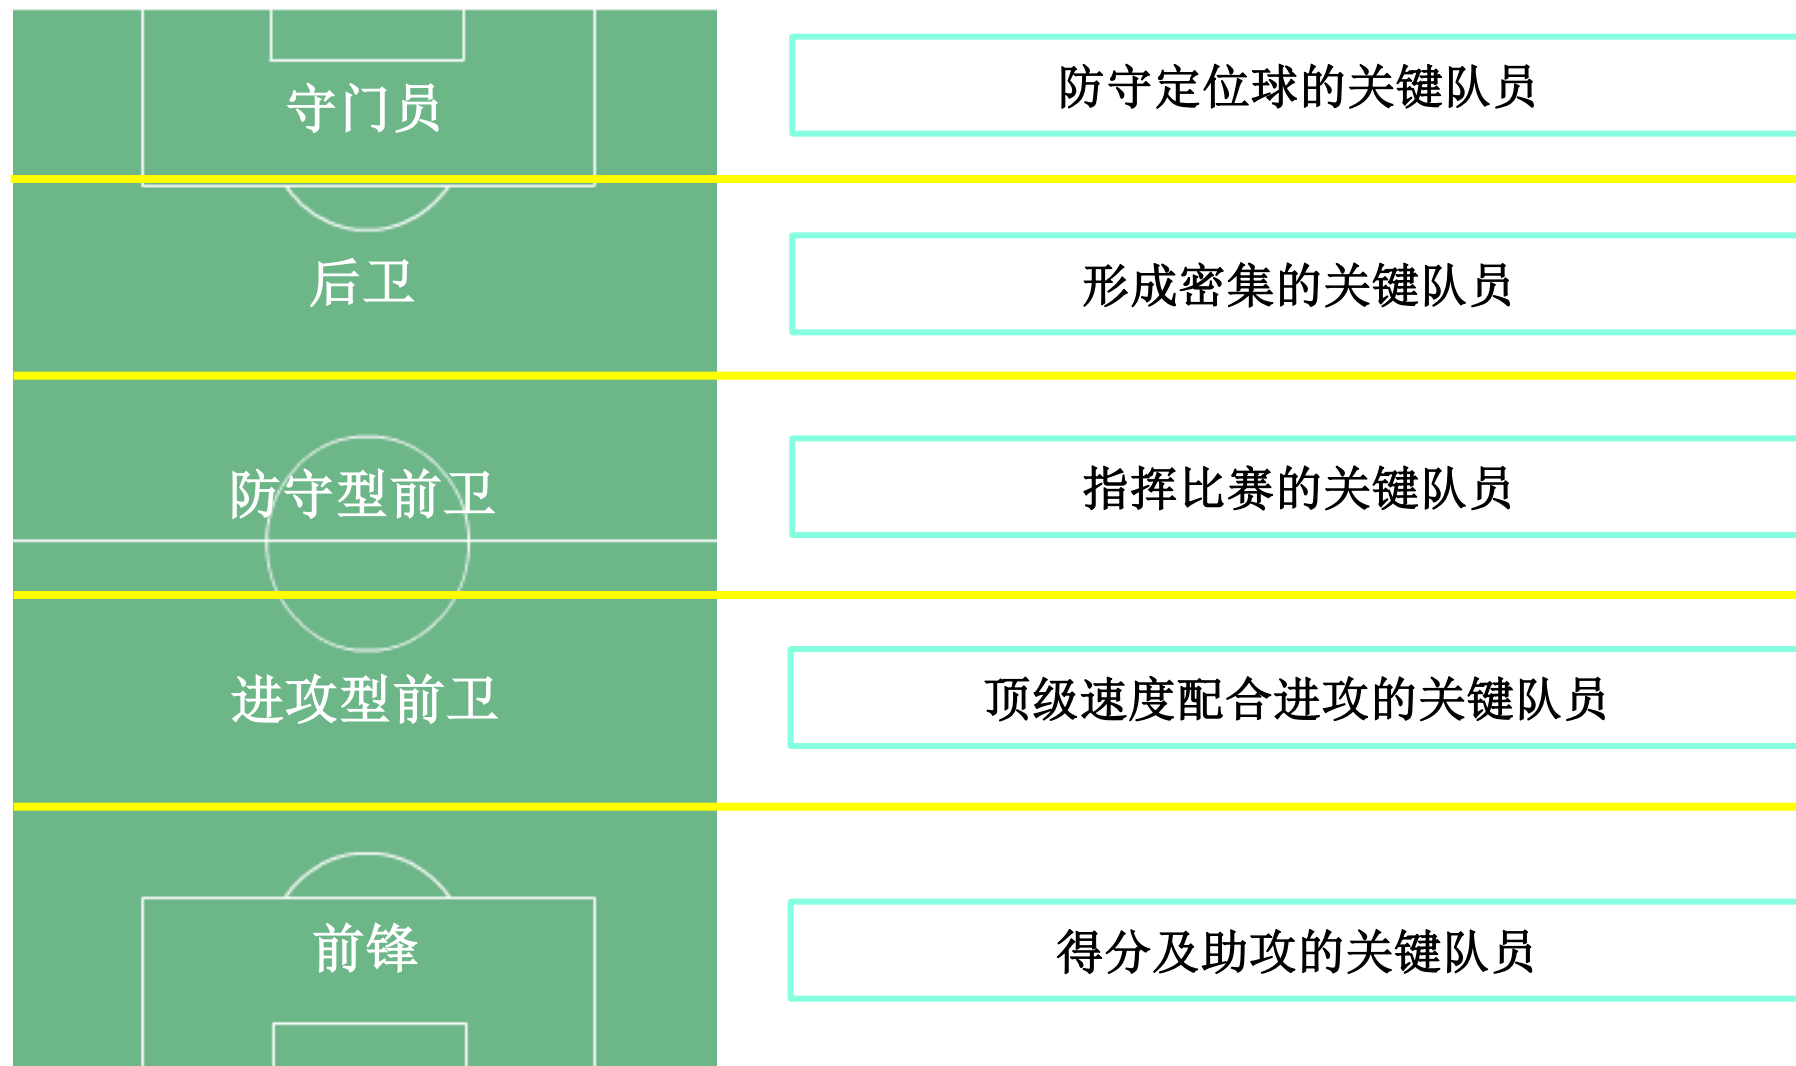 守门员
防守定位球的关键队员
后卫
形成密集的关键队员
防守型前卫
指挥比赛的关键队员
进攻型前卫
顶级速度配合进攻的关键队员
前锋
得分及助攻的关键队员